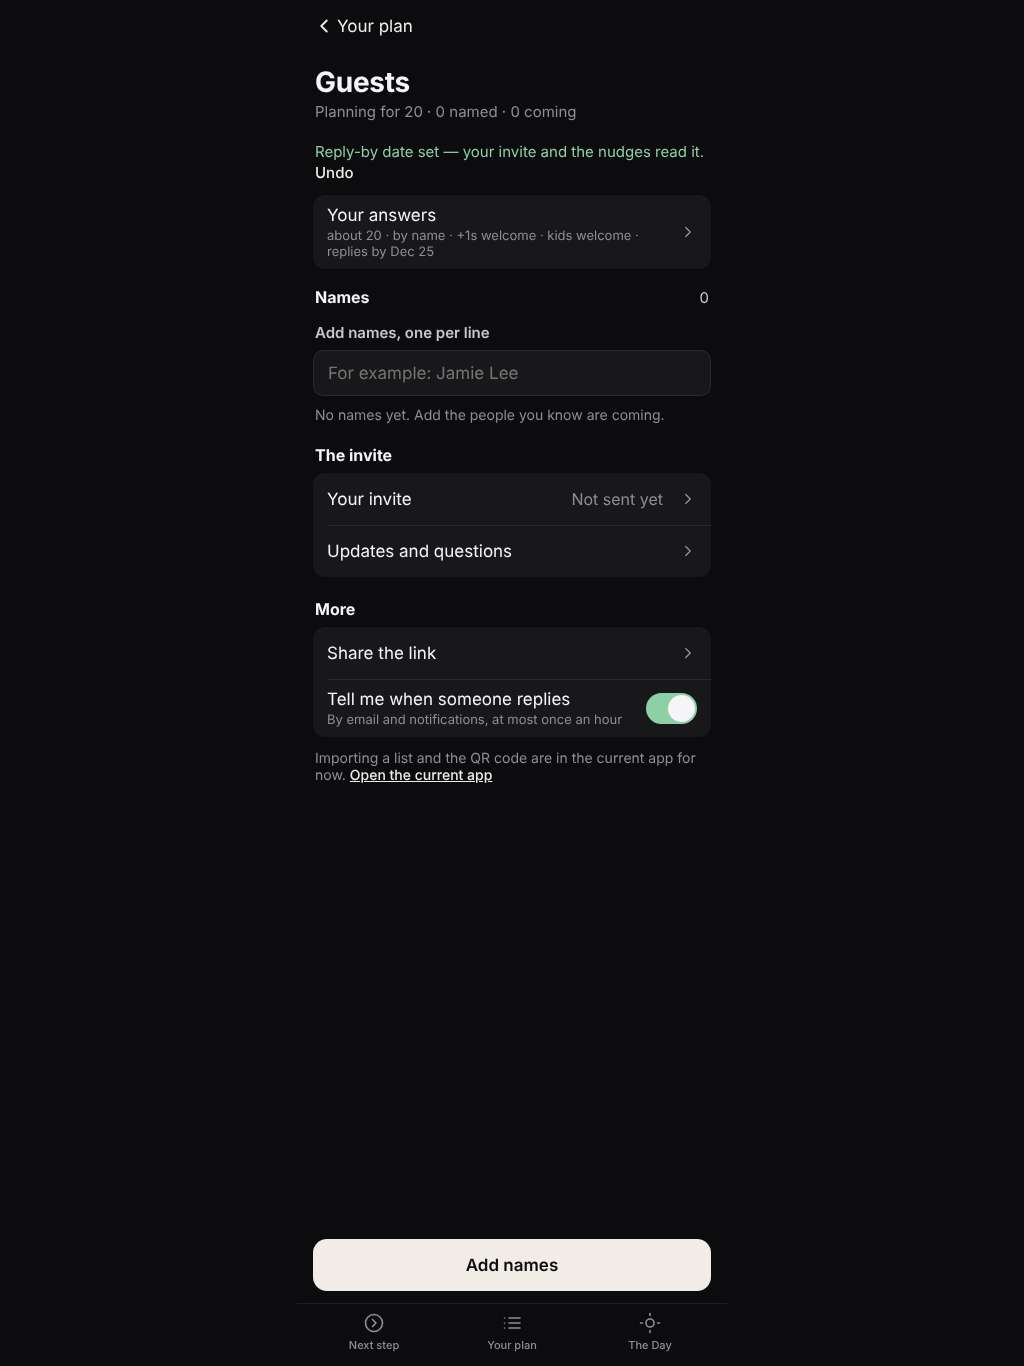 Your plan
Guests
Planning for 20 · 0 named · 0 coming
Reply-by date set — your invite and the nudges read it.
Undo
Your answers
about 20 · by name · +1s welcome · kids welcome ·
replies by Dec 25
Names 0
Add names, one per line
For example: Jamie Lee
No names yet. Add the people you know are coming.
The invite
Your invite Not sent yet
Updates and questions
More
Share the link
Tell me when someone replies
By email and notifications, at most once an hour
Importing a list and the QR code are in the current app for
now. Open the current app
Add names
Next step Your plan The Day